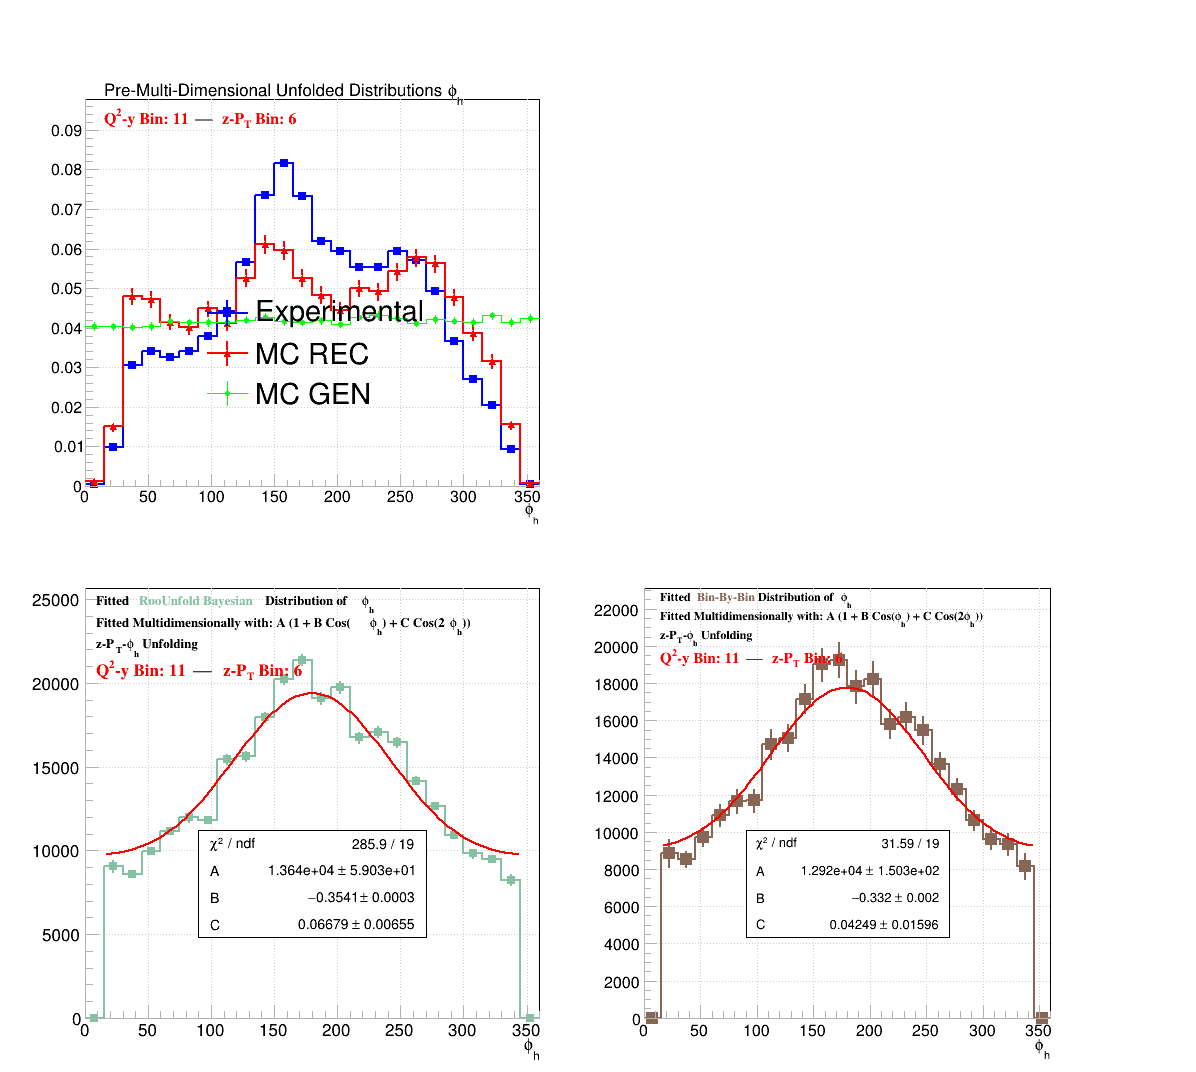 Pre-Multi-Dimensional Unfolded Distributions ϕh
Q²-y Bin: 11 — z-PT Bin: 6
0.09
0.08
0.07
0.06
0.05
0.04
0.03
0.02
0.01
0
Experimental
MC REC
MC GEN
0 50 100 150 200 250 300 350
ϕh
Fitted RooUnfold Bayesian Distribution of ϕh
Fitted Multidimensionally with: A (1 + B Cos( ϕh) + C Cos(2 ϕh))
z-PT-ϕh Unfolding
Q²-y Bin: 11 — z-PT Bin: 6
25000
20000
15000
10000
5000
0
χ² / ndf 285.9 / 19
A 1.364e+04 ± 5.903e+01
B −0.3541 ± 0.0003
C 0.06679 ± 0.00655
0 50 100 150 200 250 300 350
ϕh
Fitted Bin-By-Bin Distribution of ϕh
Fitted Multidimensionally with: A (1 + B Cos(ϕh) + C Cos(2ϕh))
z-PT-ϕh Unfolding
Q²-y Bin: 11 — z-PT Bin: 6
22000
20000
18000
16000
14000
12000
10000
8000
6000
4000
2000
0
χ² / ndf 31.59 / 19
A 1.292e+04 ± 1.503e+02
B −0.332 ± 0.002
C 0.04249 ± 0.01596
0 50 100 150 200 250 300 350
ϕh